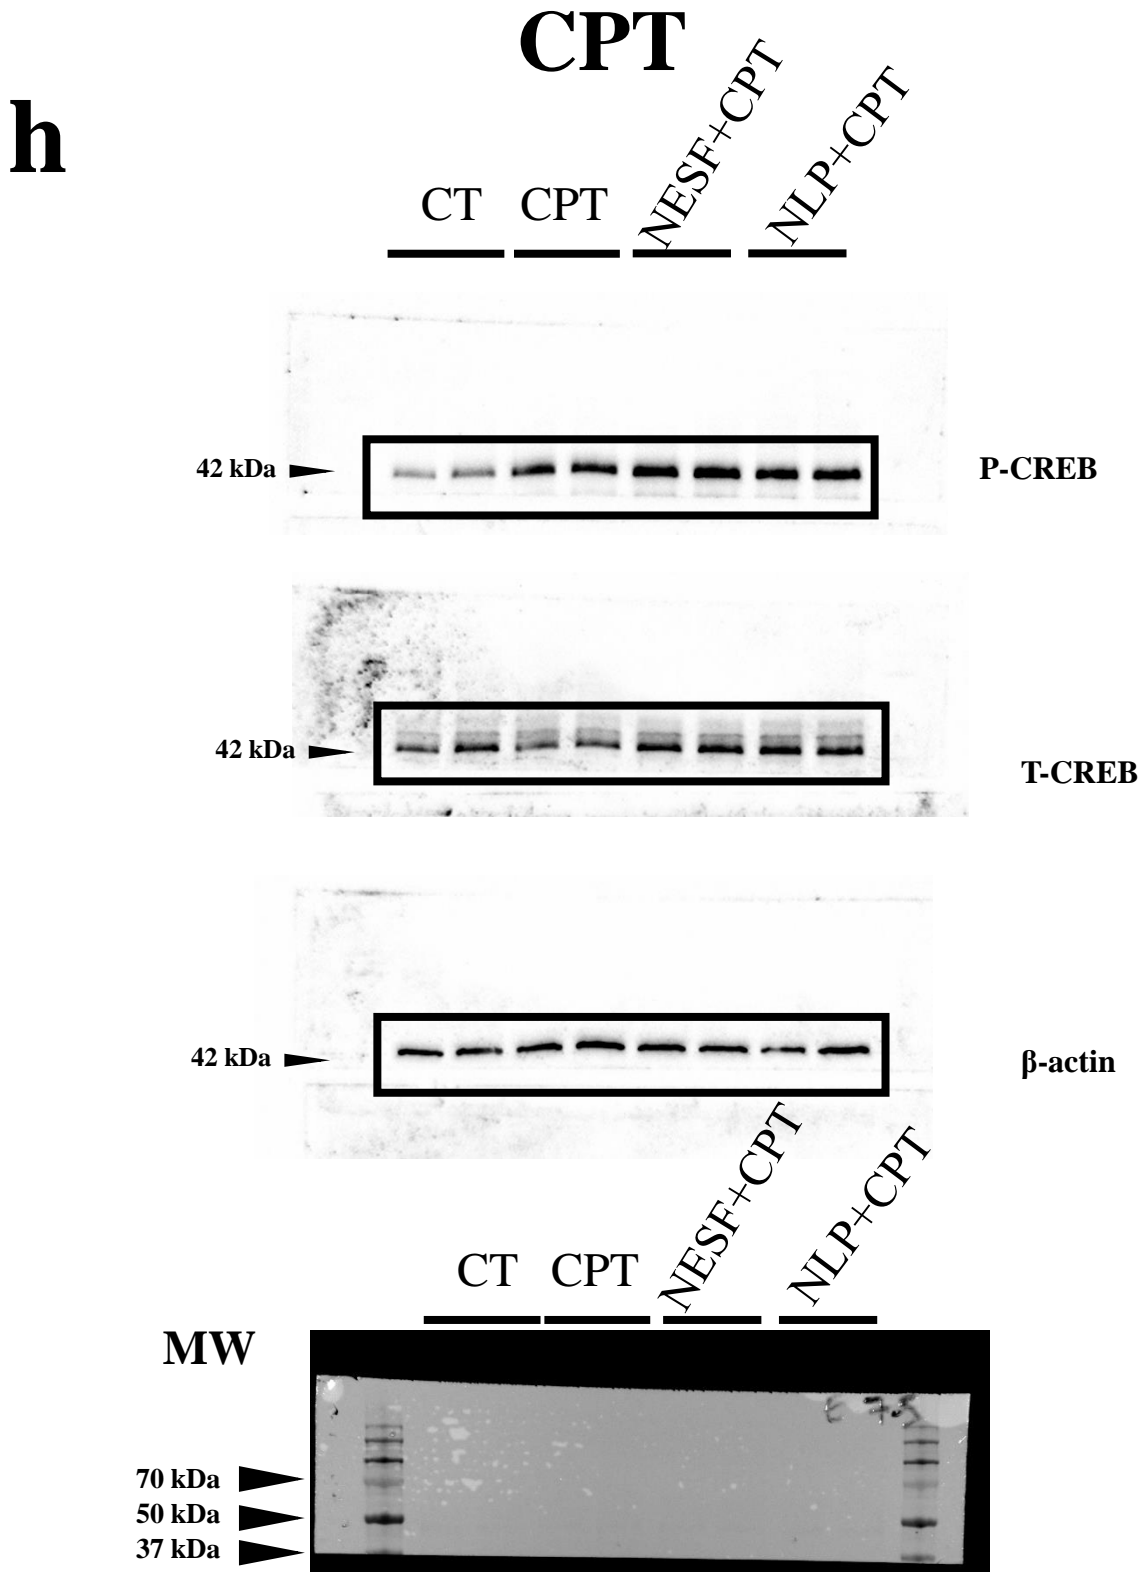 CPT
h
CT CPT NESF+CPT NLP+CPT
42 kDa P-CREB
42 kDa T-CREB
42 kDa β-actin
CT CPT NESF+CPT NLP+CPT
MW
70 kDa
50 kDa
37 kDa